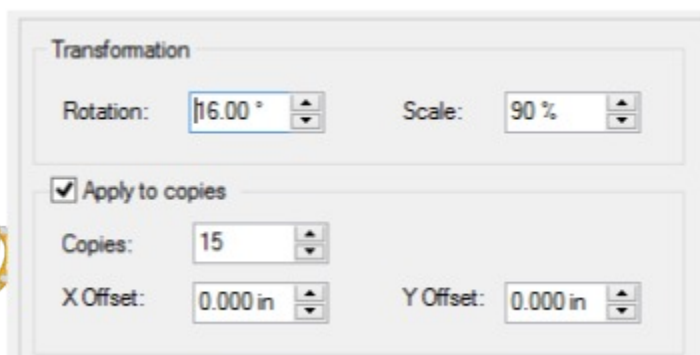 Transformation
Rotation: 16.00 ° Scale: 90 %
Apply to copies
Copies: 15
X Offset: 0.000 in Y Offset: 0.000 in